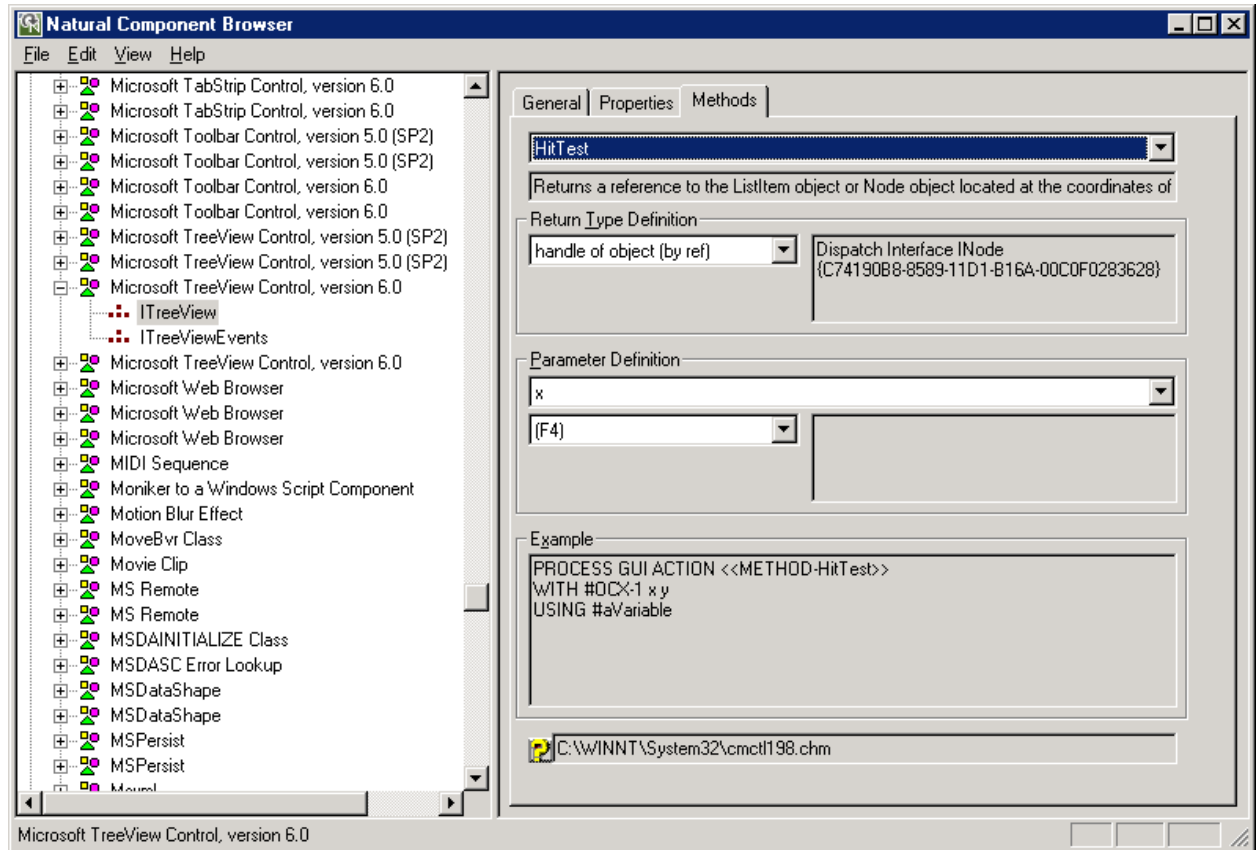 Natural Component Browser
File Edit View Help
Microsoft TabStrip Control, version 6.0
Microsoft TabStrip Control, version 6.0
Microsoft Toolbar Control, version 5.0 (SP2)
Microsoft Toolbar Control, version 5.0 (SP2)
Microsoft Toolbar Control, version 6.0
Microsoft Toolbar Control, version 6.0
Microsoft TreeView Control, version 5.0 (SP2)
Microsoft TreeView Control, version 5.0 (SP2)
Microsoft TreeView Control, version 6.0
ITreeView
ITreeViewEvents
Microsoft TreeView Control, version 6.0
Microsoft Web Browser
Microsoft Web Browser
Microsoft Web Browser
MIDI Sequence
Moniker to a Windows Script Component
Motion Blur Effect
MoveBvr Class
Movie Clip
MS Remote
MS Remote
MSDAINITIALIZE Class
MSDASC Error Lookup
MSDataShape
MSDataShape
MSPersist
MSPersist
General Properties Methods
HitTest
Returns a reference to the ListItem object or Node object located at the coordinates of
Return Type Definition
handle of object (by ref)
Dispatch Interface INode
{C74190B8-8589-11D1-B16A-00C0F0283628}
Parameter Definition
x
(F4)
Example
PROCESS GUI ACTION <<METHOD-HitTest>>
WITH #OCX-1 x y
USING #aVariable
C:\WINNT\System32\cmctl198.chm
Microsoft TreeView Control, version 6.0